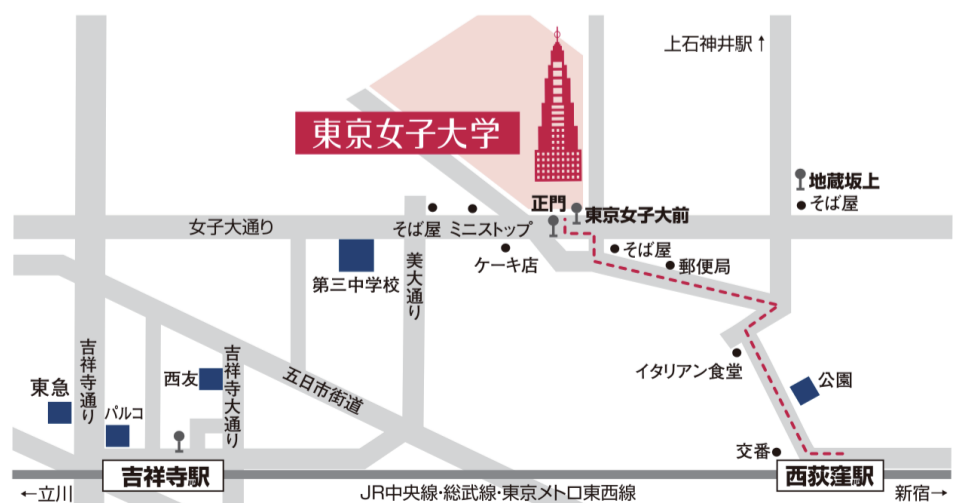 上石神井駅↑
東京女子大学
地蔵坂上
そば屋
正門
東京女子大前
女子大通り
そば屋
ミニストップ
ケーキ店
そば屋
郵便局
第三中学校
美大通り
吉祥寺通り
東急
パルコ
西友
吉祥寺大通り
五日市街道
イタリアン食堂
公園
交番
吉祥寺駅
西荻窪駅
←立川
JR中央線・総武線・東京メトロ東西線
新宿→